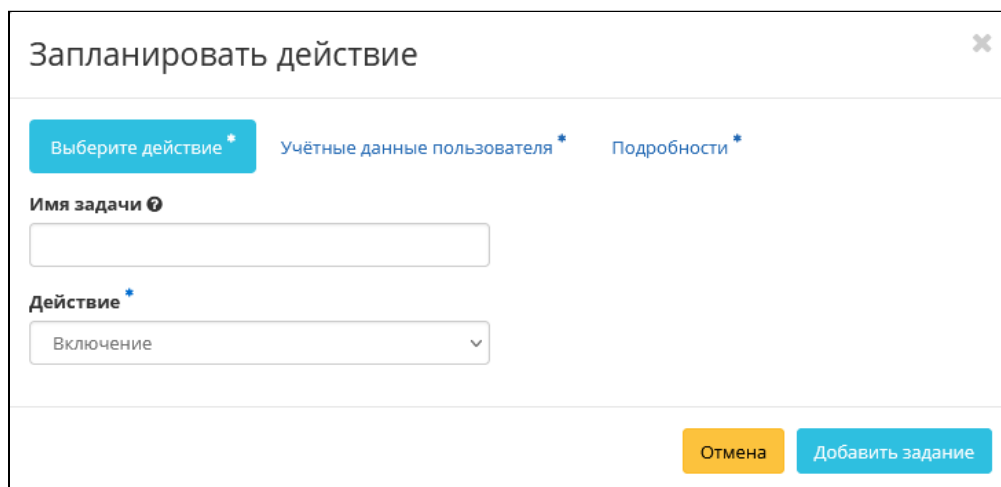 Запланировать действие
Выберите действие * Учётные данные пользователя * Подробности *
Имя задачи
Действие *
Включение
Отмена Добавить задание